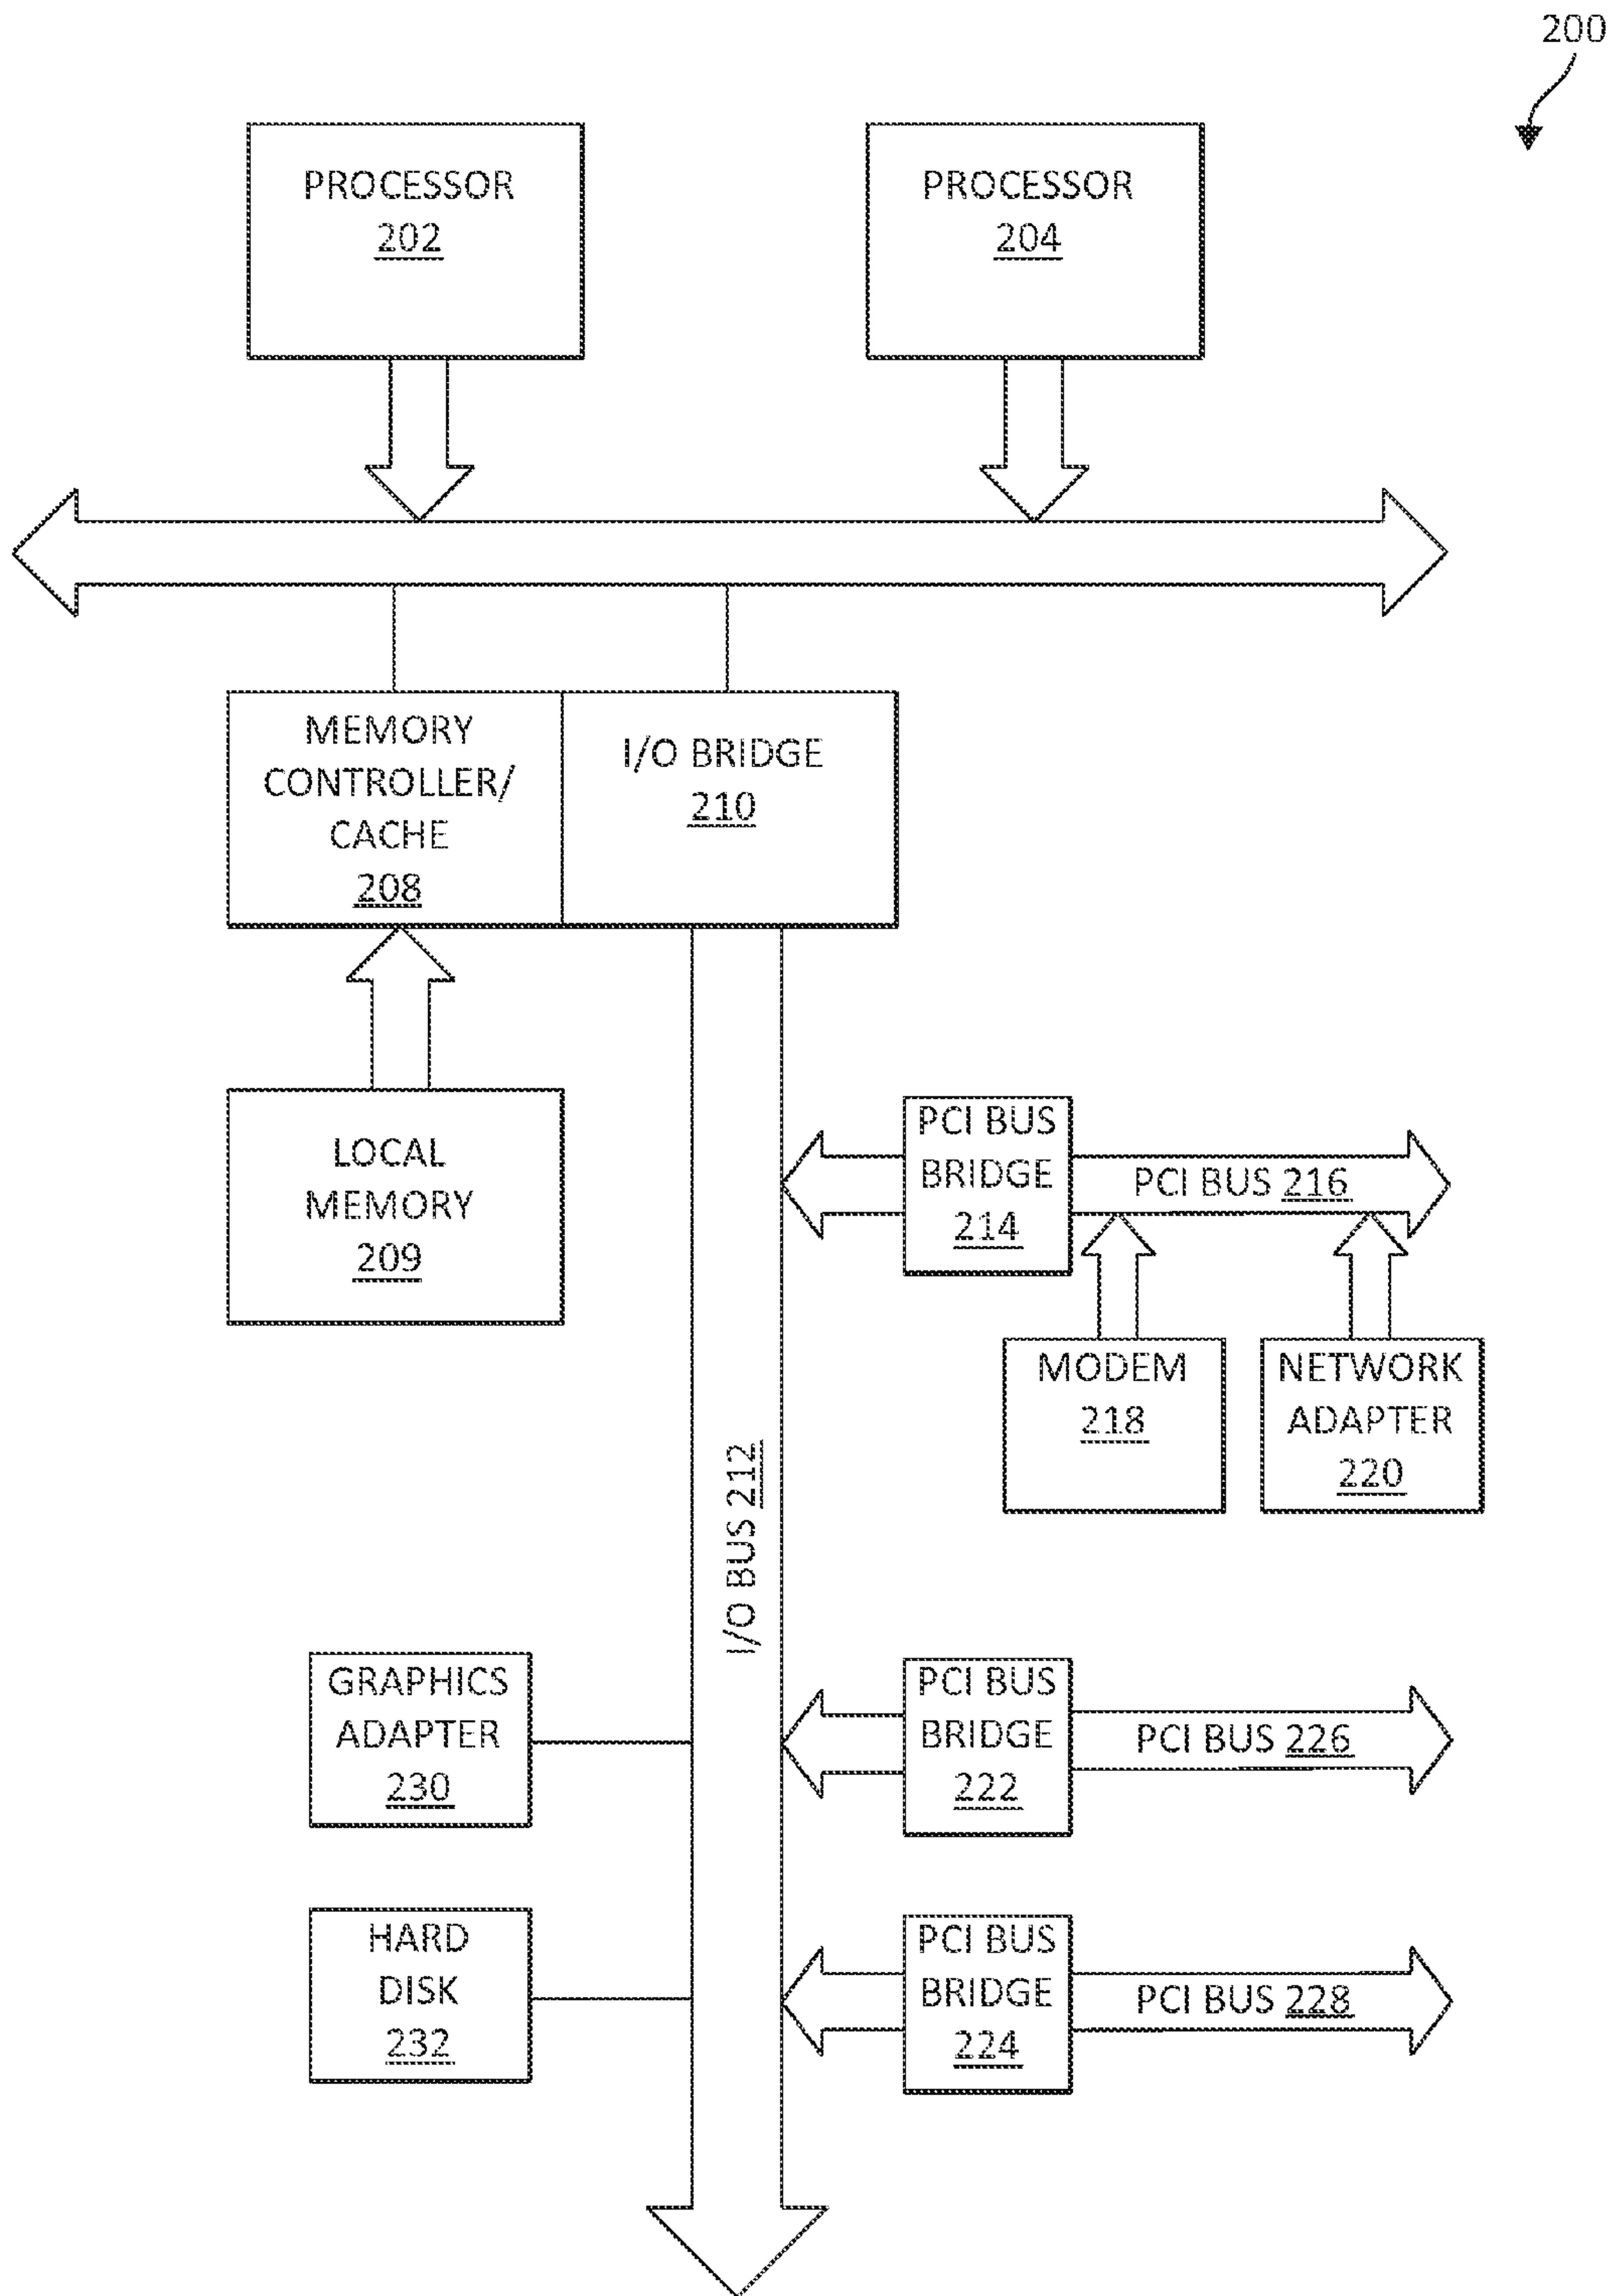 200
PROCESSOR
202
PROCESSOR
204
MEMORY
CONTROLLER/
CACHE
208
I/O BRIDGE
210
LOCAL
MEMORY
209
PCI BUS
BRIDGE
214
PCI BUS 216
MODEM
218
NETWORK
ADAPTER
220
I/O BUS 212
GRAPHICS
ADAPTER
230
PCI BUS
BRIDGE
222
PCI BUS 226
HARD
DISK
232
PCI BUS
BRIDGE
224
PCI BUS 228